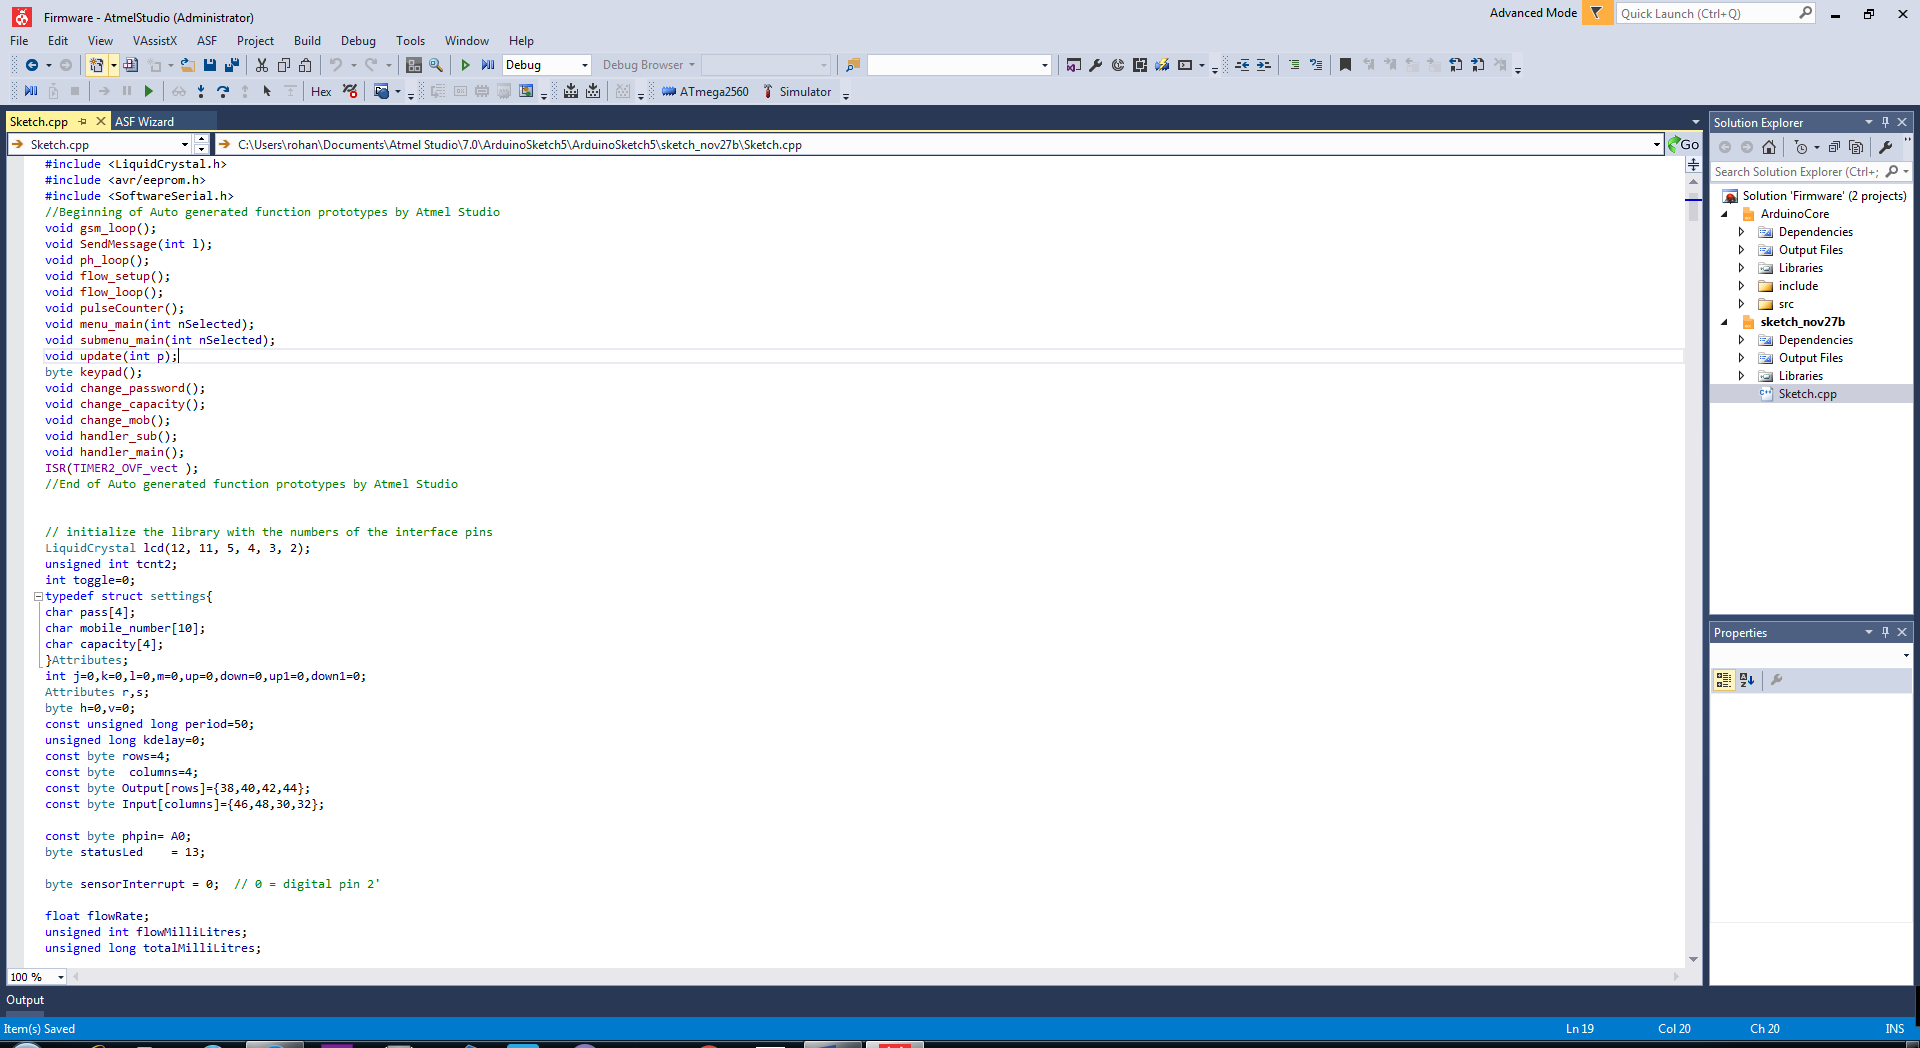 Firmware - AtmelStudio (Administrator)
Advanced Mode
Quick Launch (Ctrl+Q)
File Edit View VAssistX ASF Project Build Debug Tools Window Help
Debug
Debug Browser
Hex
ATmega2560
Simulator
Sketch.cpp
ASF Wizard
Sketch.cpp
C:\Users\rohan\Documents\Atmel Studio\7.0\ArduinoSketch5\ArduinoSketch5\sketch_nov27b\Sketch.cpp
Go
#include <LiquidCrystal.h>
#include <avr/eeprom.h>
#include <SoftwareSerial.h>
//Beginning of Auto generated function prototypes by Atmel Studio
void gsm_loop();
void SendMessage(int l);
void ph_loop();
void flow_setup();
void flow_loop();
void pulseCounter();
void menu_main(int nSelected);
void submenu_main(int nSelected);
void update(int p);
byte keypad();
void change_password();
void change_capacity();
void change_mob();
void handler_sub();
void handler_main();
ISR(TIMER2_OVF_vect );
//End of Auto generated function prototypes by Atmel Studio
// initialize the library with the numbers of the interface pins
LiquidCrystal lcd(12, 11, 5, 4, 3, 2);
unsigned int tcnt2;
int toggle=0;
typedef struct settings{
char pass[4];
char mobile_number[10];
char capacity[4];
}Attributes;
int j=0,k=0,l=0,m=0,up=0,down=0,up1=0,down1=0;
Attributes r,s;
byte h=0,v=0;
const unsigned long period=50;
unsigned long kdelay=0;
const byte rows=4;
const byte  columns=4;
const byte Output[rows]={38,40,42,44};
const byte Input[columns]={46,48,30,32};
const byte phpin= A0;
byte statusLed    = 13;
byte sensorInterrupt = 0;  // 0 = digital pin 2'
float flowRate;
unsigned int flowMilliLitres;
unsigned long totalMilliLitres;
100 %
Solution Explorer
Search Solution Explorer (Ctrl+;
Solution 'Firmware' (2 projects)
ArduinoCore
Dependencies
Output Files
Libraries
include
src
sketch_nov27b
Dependencies
Output Files
Libraries
Sketch.cpp
Properties
Output
Item(s) Saved
Ln 19
Col 20
Ch 20
INS